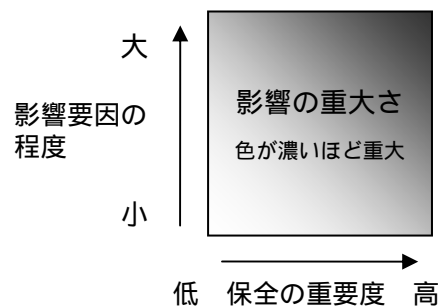 大
影響要因の
程度
小
影響の重大さ
色が濃いほど重大
低 保全の重要度 高